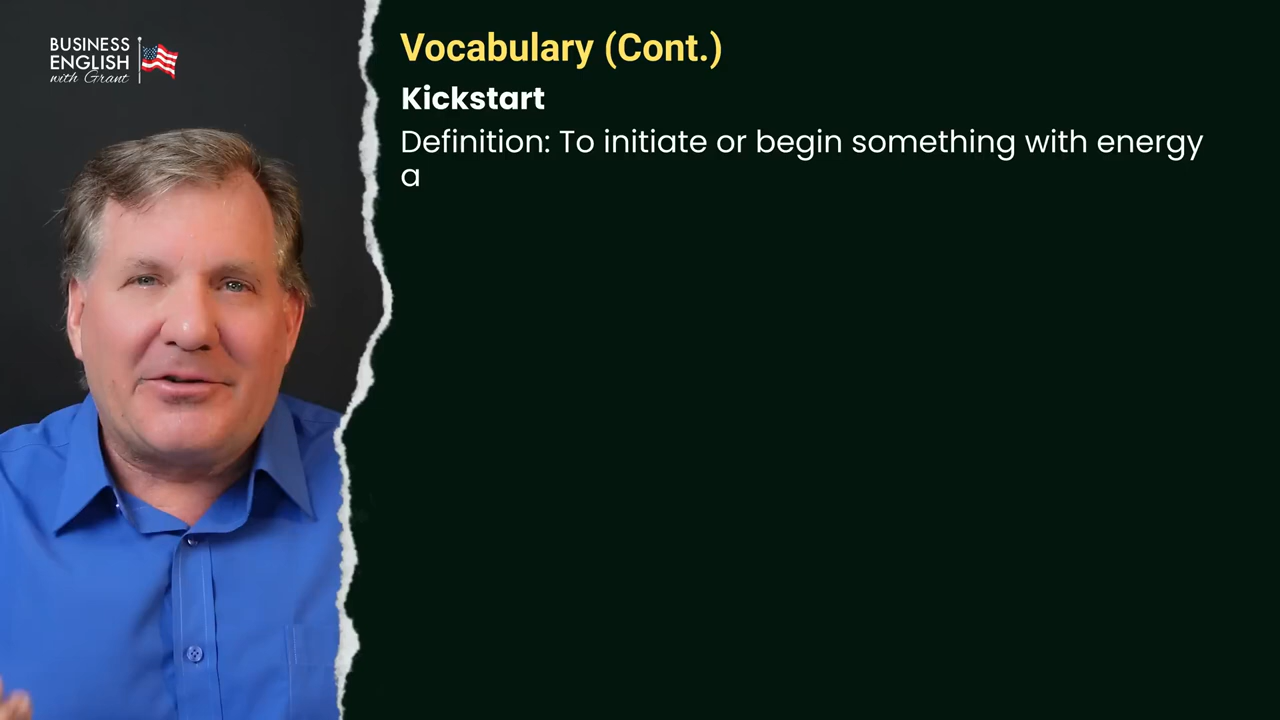 BUSINESS
ENGLISH
with Grant
Vocabulary (Cont.)
Kickstart
Definition: To initiate or begin something with energy
a